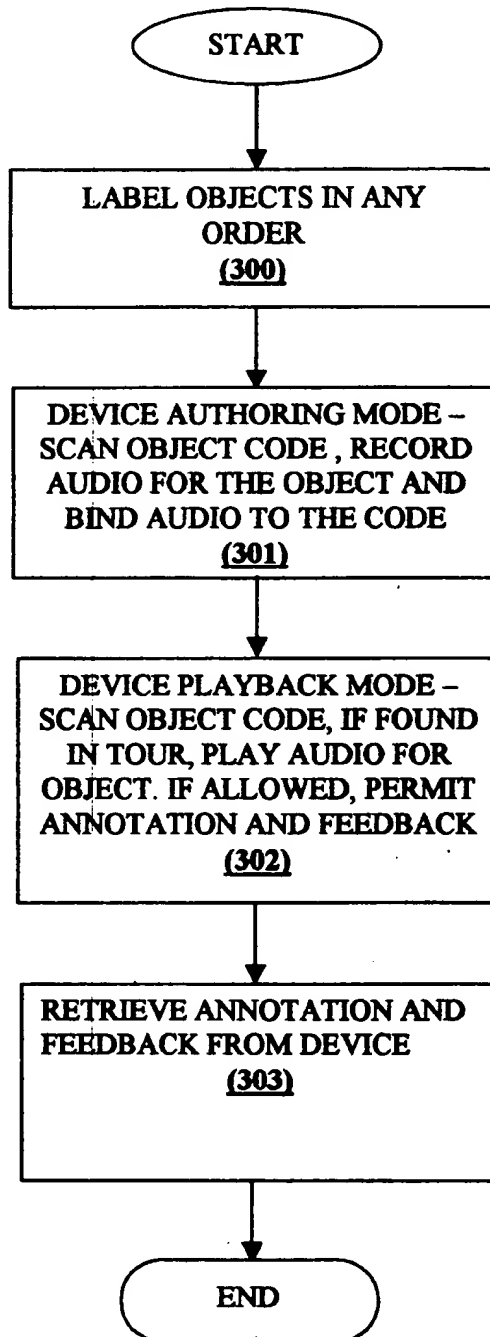 START
LABEL OBJECTS IN ANY
ORDER
(300)
DEVICE AUTHORING MODE –
SCAN OBJECT CODE , RECORD
AUDIO FOR THE OBJECT AND
BIND AUDIO TO THE CODE
(301)
DEVICE PLAYBACK MODE –
SCAN OBJECT CODE, IF FOUND
IN TOUR, PLAY AUDIO FOR
OBJECT. IF ALLOWED, PERMIT
ANNOTATION AND FEEDBACK
(302)
RETRIEVE ANNOTATION AND
FEEDBACK FROM DEVICE
(303)
END